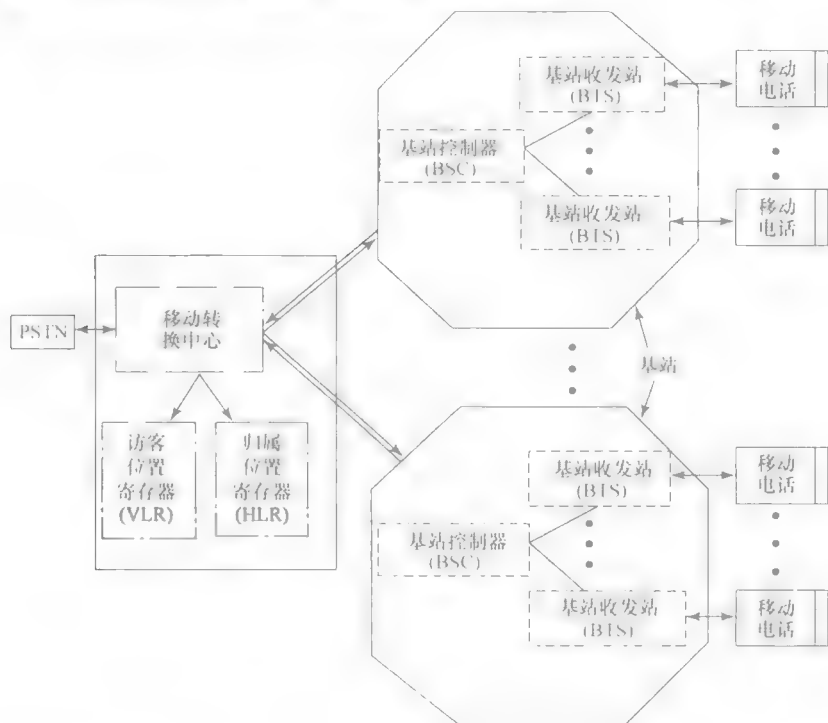 基站收发站
(BTS)
移动
电话
基站控制器
(BSC)
基站收发站
(BTS)
移动
电话
PSTN
移动转
换中心
基站
访客
位置
寄存器
(VLR)
归属
位置
寄存器
(HLR)
基站收发站
(BTS)
移动
电话
基站控制器
(BSC)
基站收发站
(BTS)
移动
电话